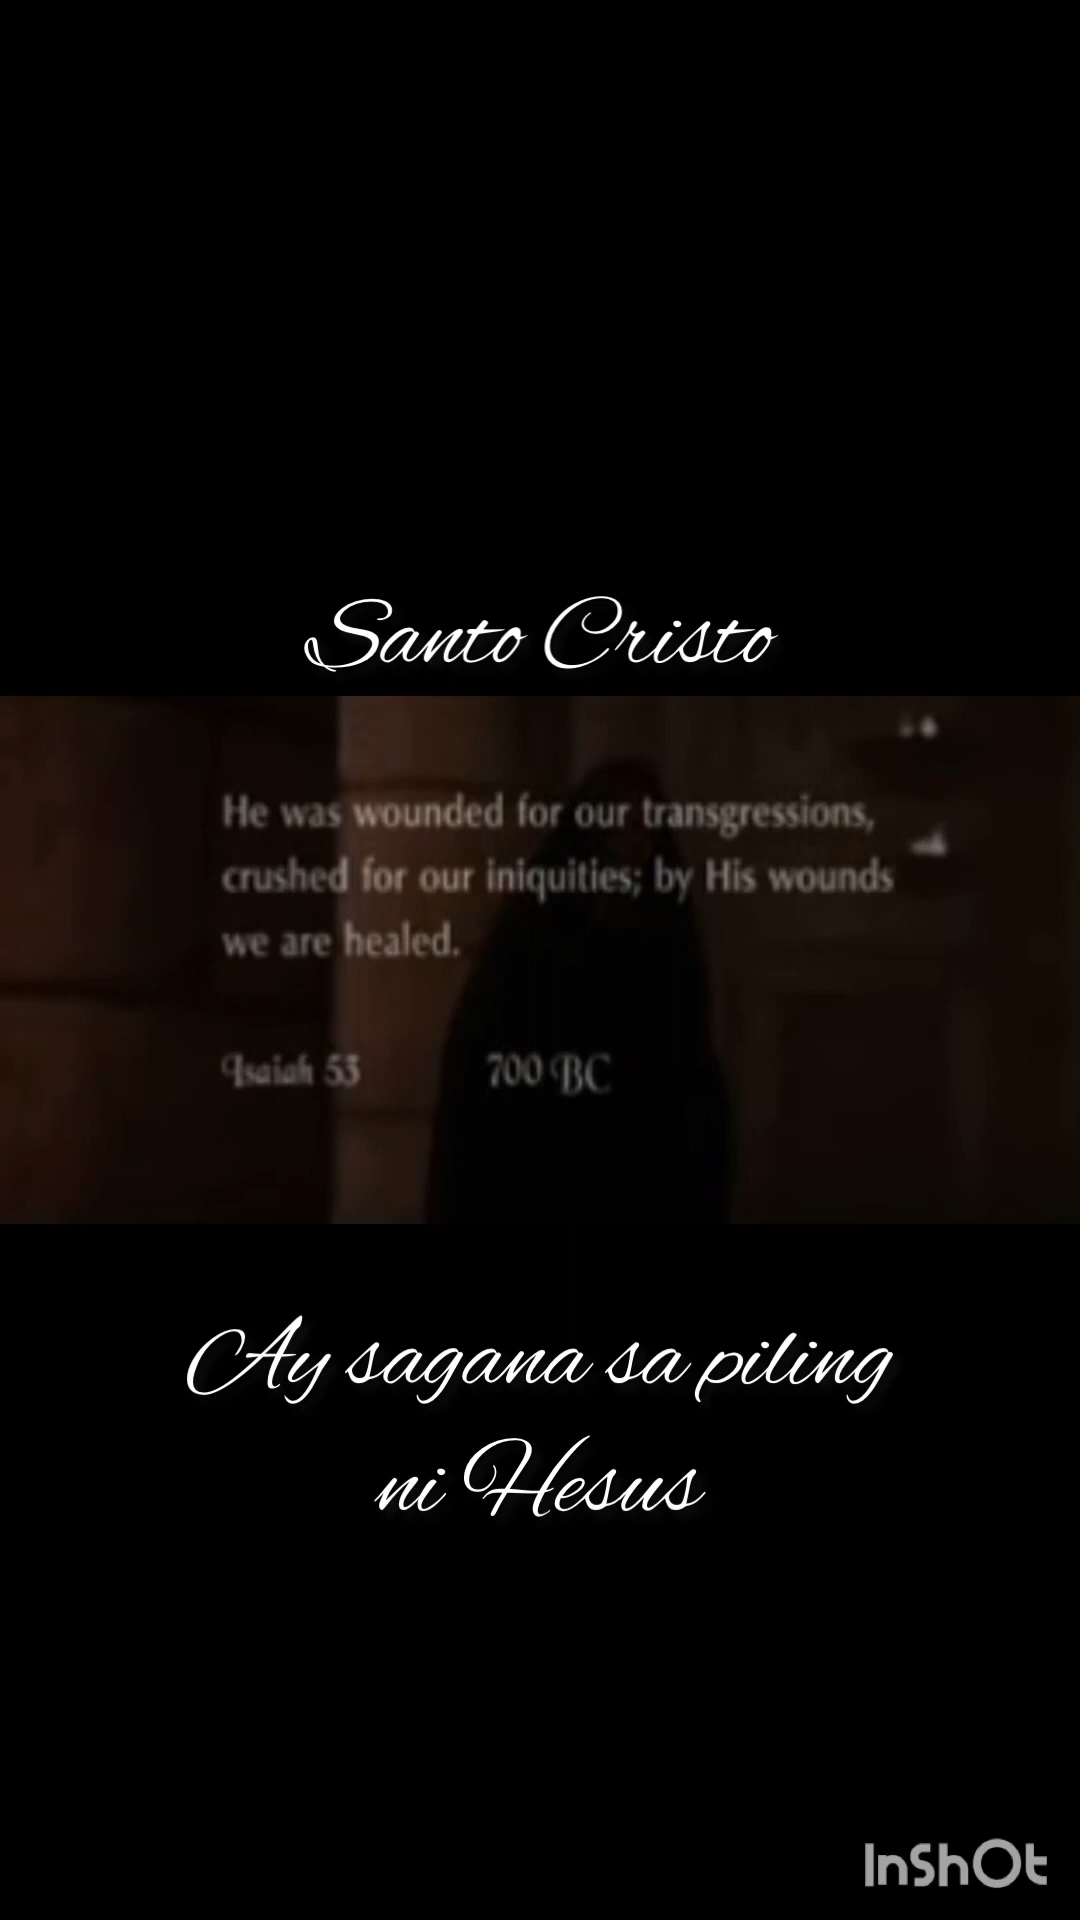 Santo Cristo
He was wounded for our transgressions,
crushed for our iniquities; by His wounds
we are healed.
Isaiah 53 700 BC
Ay sagana sa piling
ni Hesus
InShOt